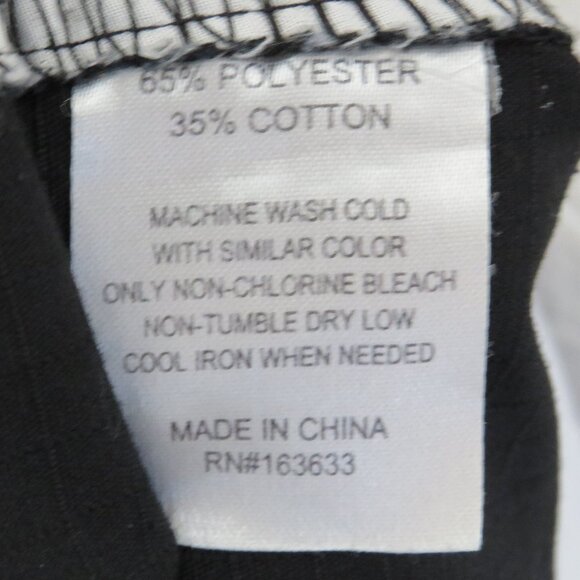 65% POLYESTER
35% COTTON
MACHINE WASH COLD
WITH SIMILAR COLOR
ONLY NON-CHLORINE BLEACH
NON-TUMBLE DRY LOW
COOL IRON WHEN NEEDED
MADE IN CHINA
RN#163633